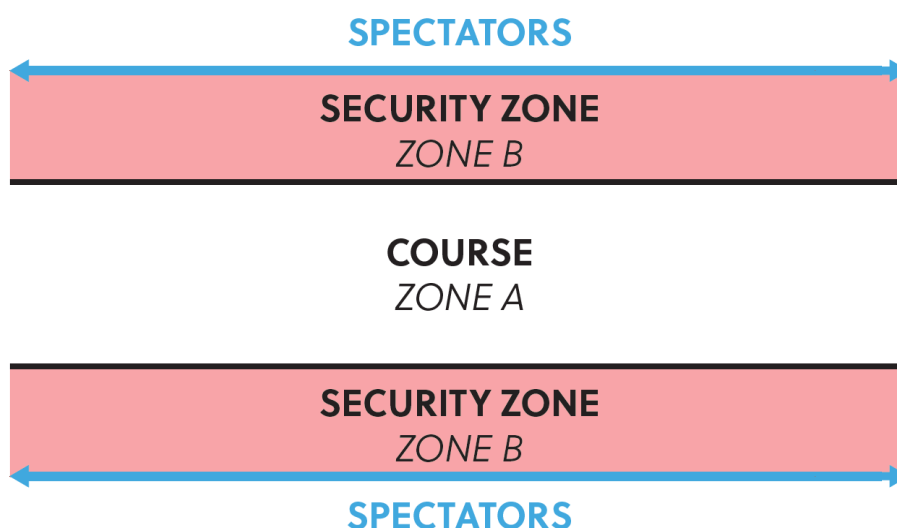 SPECTATORS
SECURITY ZONE
ZONE B
COURSE
ZONE A
SECURITY ZONE
ZONE B
SPECTATORS